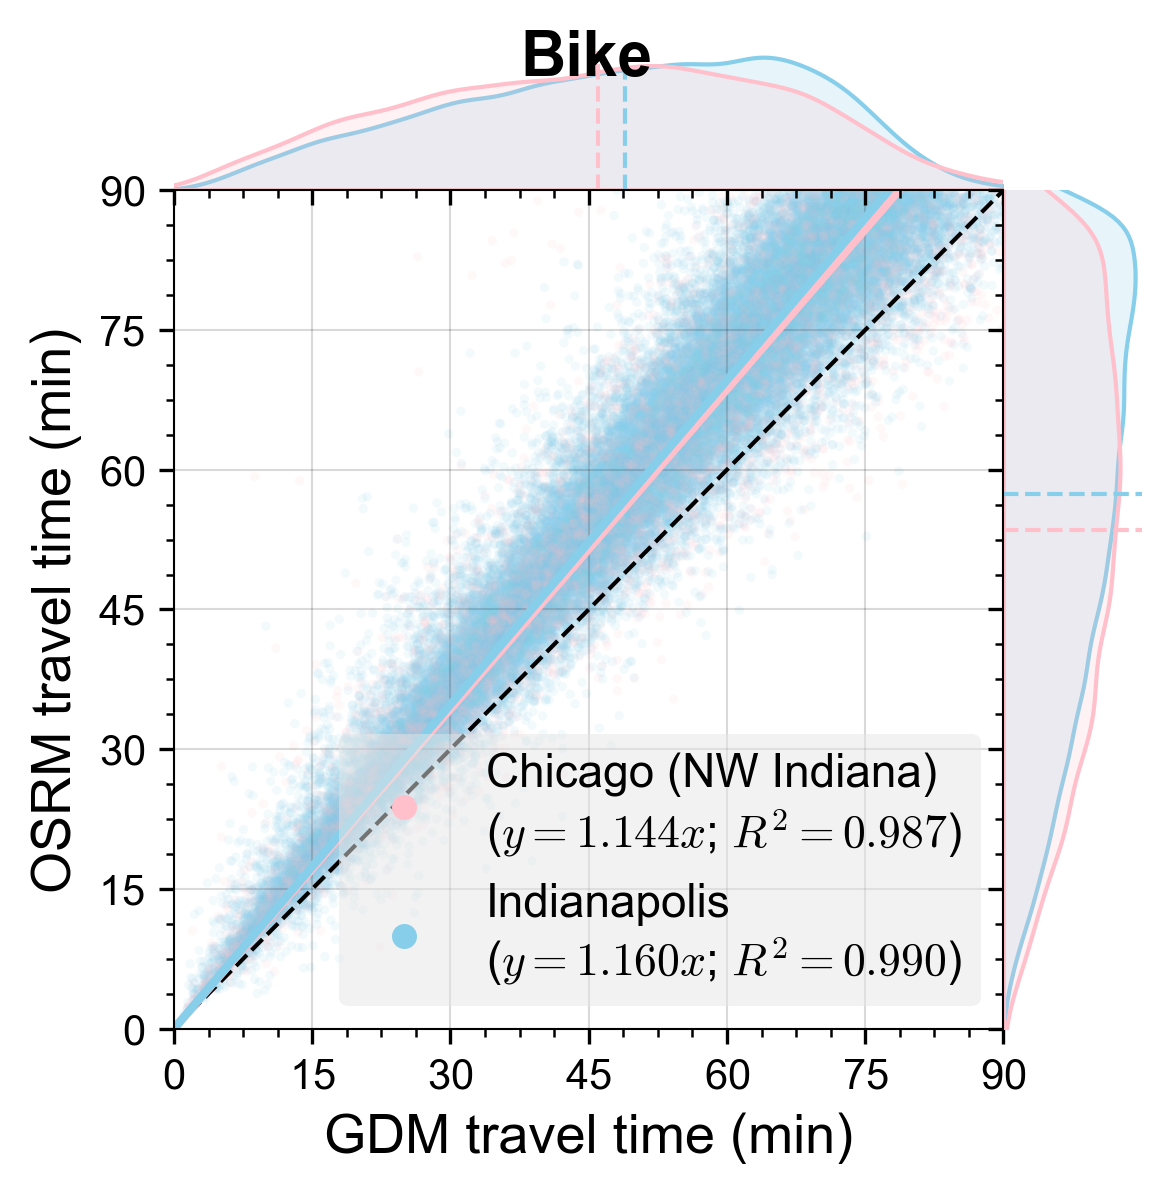 Bike
90
75
60
45
30
15
0
OSRM travel time (min)
Chicago (NW Indiana)
(y = 1.144x; R² = 0.987)
Indianapolis
(y = 1.160x; R² = 0.990)
0 15 30 45 60 75 90
GDM travel time (min)